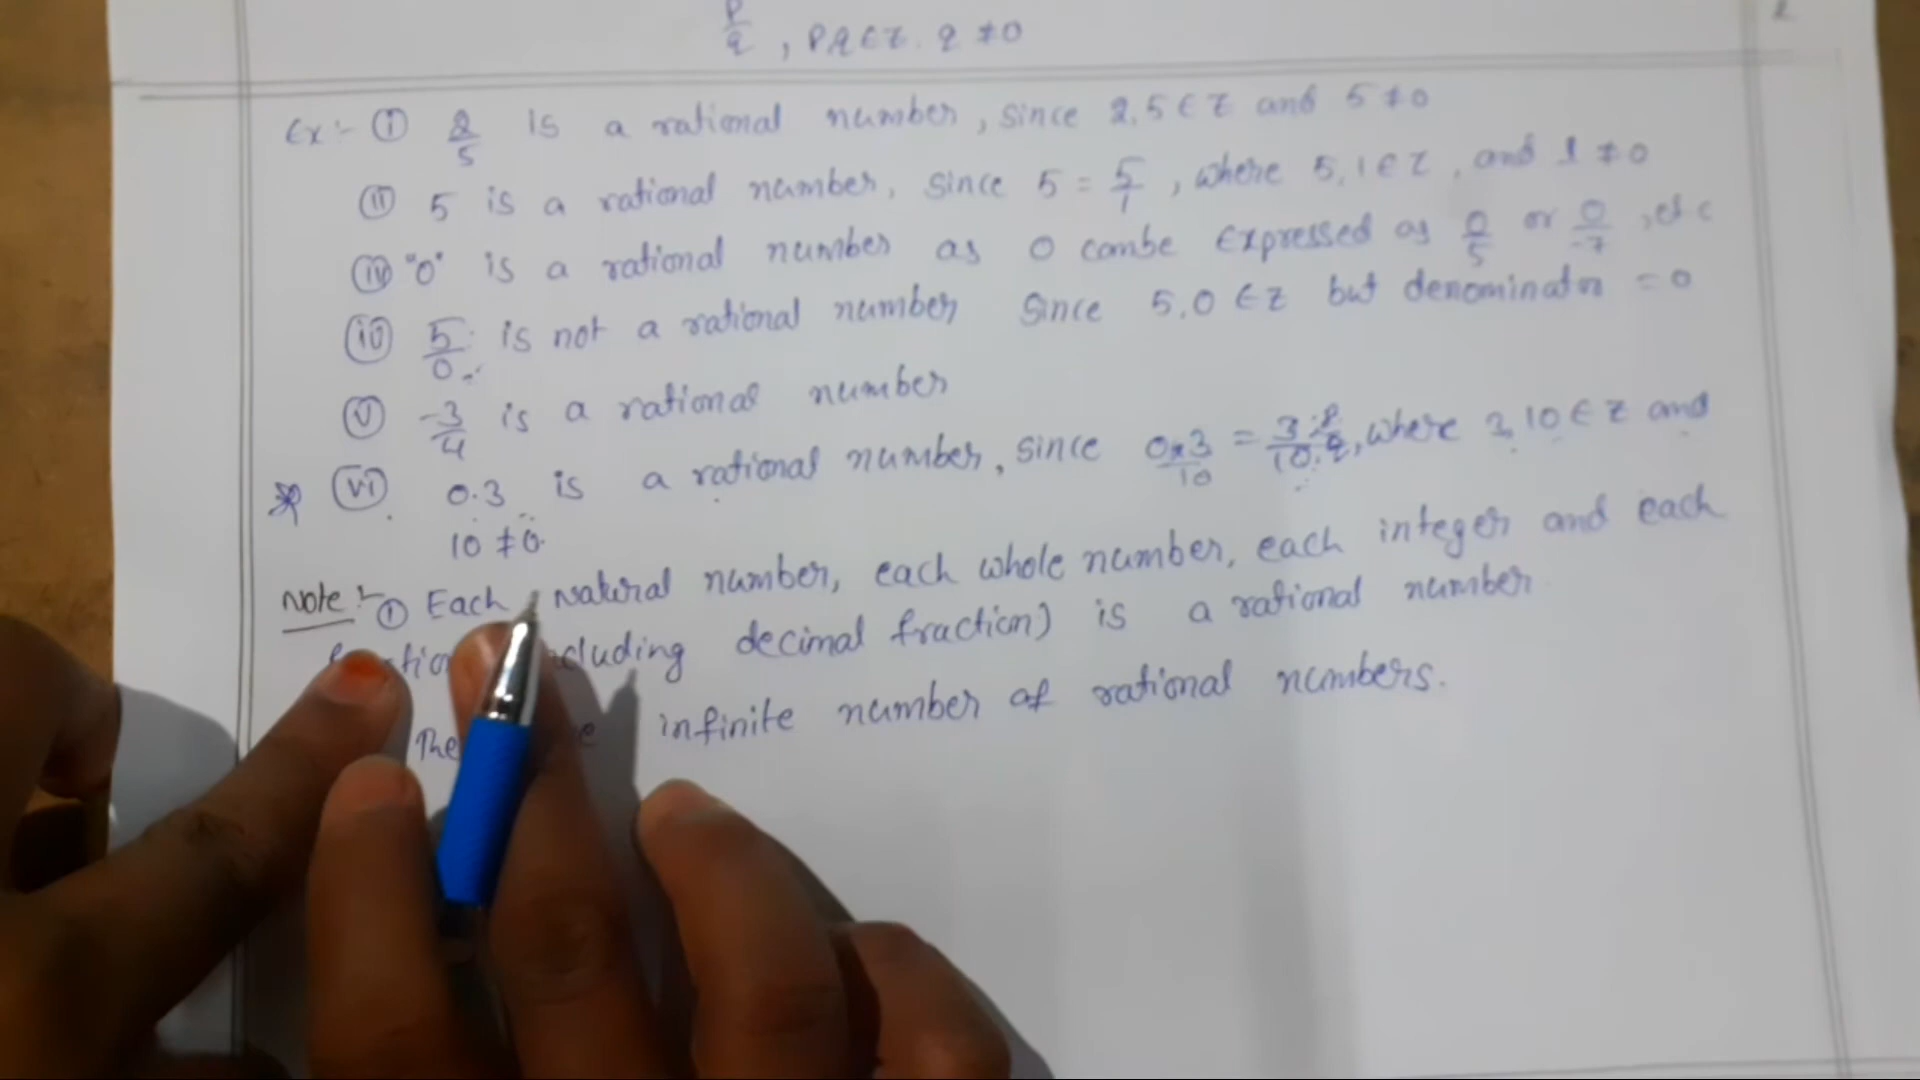 p/q , p,q ∈ Z, q ≠ 0
Ex:- (i) 2/5 is a rational number, since 2,5 ∈ Z and 5 ≠ 0
(ii) 5 is a rational number, since 5 = 5/1, where 5,1 ∈ Z, and 1 ≠ 0
"0" is a rational number as 0 canbe Expressed as 0/5 or 0/-7, etc
5/0 is not a rational number Since 5,0 ∈ Z but denominator = 0
(v) -3/4 is a rational number
(vi) 0.3 is a rational number, since = 3/10 p/q, where 3,10 ∈ Z and
10 ≠ 0.
Note:- (1) Each natural number, each whole number, each integer and each
decimal fraction) is a rational number
infinite number of rational numbers.